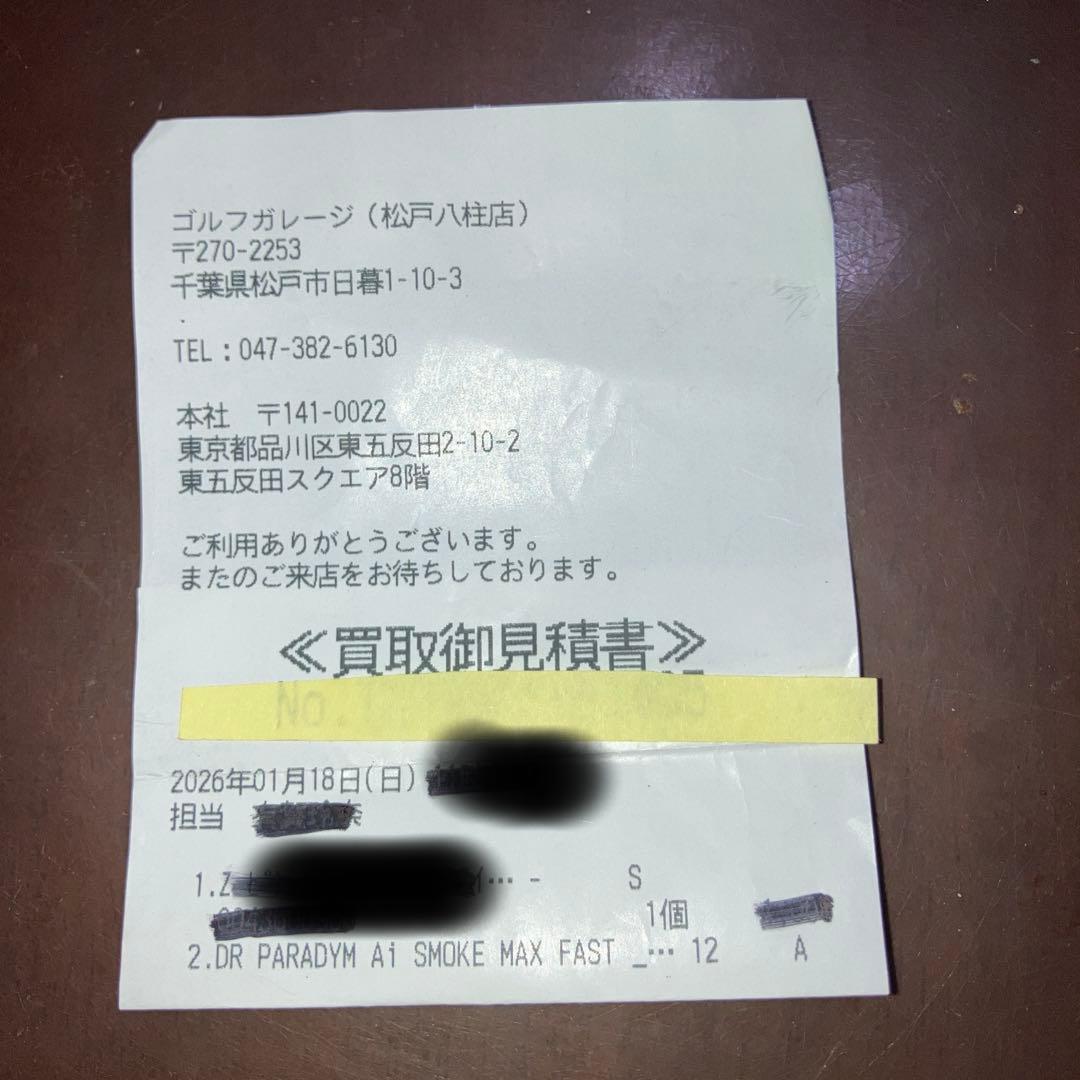 ゴルフガレージ（松戸八柱店）
〒270-2253
千葉県松戸市日暮1-10-3
.
TEL：047-382-6130
本社　〒141-0022
東京都品川区東五反田2-10-2
東五反田スクエア8階
ご利用ありがとうございます。
またのご来店をお待ちしております。
≪買取御見積書≫
No.
2026年01月18日(日)
担当 奈
1.Z … - S
1個
2.DR PARADYM Ai SMOKE MAX FAST _… 12 A